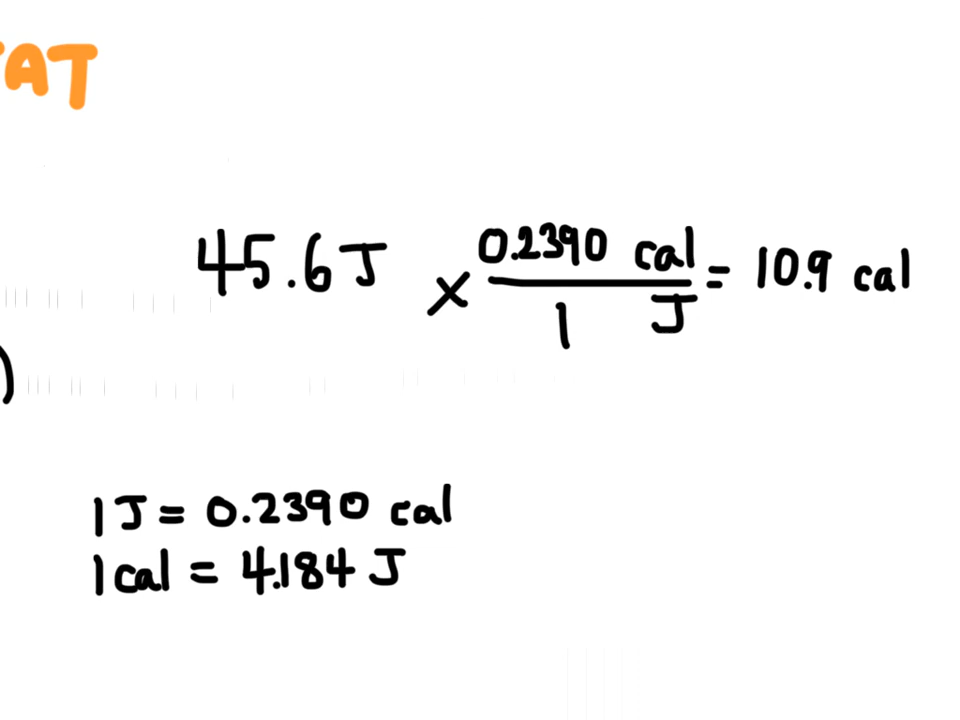 AT
45.6 J × 0.2390 cal / 1 J = 10.9 cal
)
1 J = 0.2390 cal
1 cal = 4.184 J